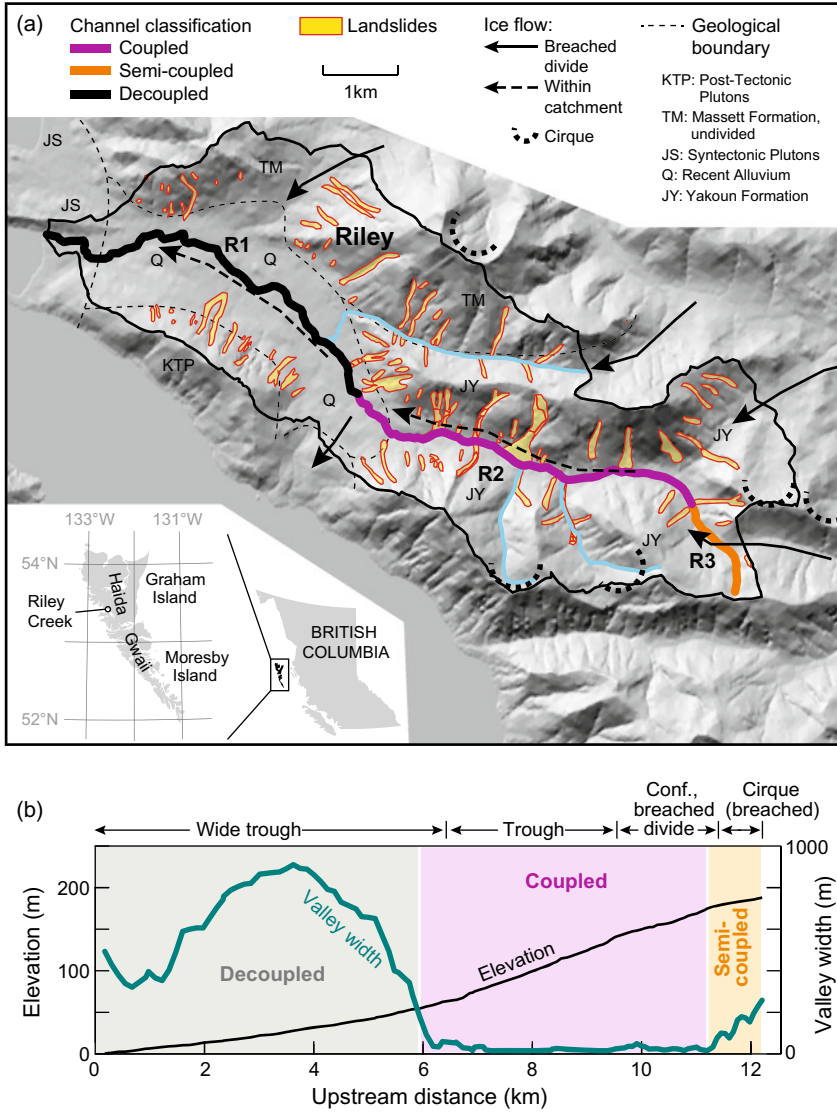 (a)
Channel classification
Coupled
Semi-coupled
Decoupled
Landslides
1km
Ice flow:
Breached
divide
Within
catchment
Cirque
Geological
boundary
KTP: Post-Tectonic
Plutons
TM: Massett Formation,
undivided
JS: Syntectonic Plutons
Q: Recent Alluvium
JY: Yakoun Formation
JS
JS
TM
R1
Riley
Q
Q
TM
KTP
Q
JY
JY
R2
JY
JY
R3
133°W
131°W
54°N
52°N
Haida
Gwaii
Graham
Island
Riley
Creek
Moresby
Island
BRITISH
COLUMBIA
(b)
Wide trough
Trough
Conf.,
breached
divide
Cirque
(breached)
Elevation (m)
200
100
0
1000
0
Valley width (m)
Decoupled
Valley width
Coupled
Elevation
Semi-
coupled
0
2
4
6
8
10
12
Upstream distance (km)